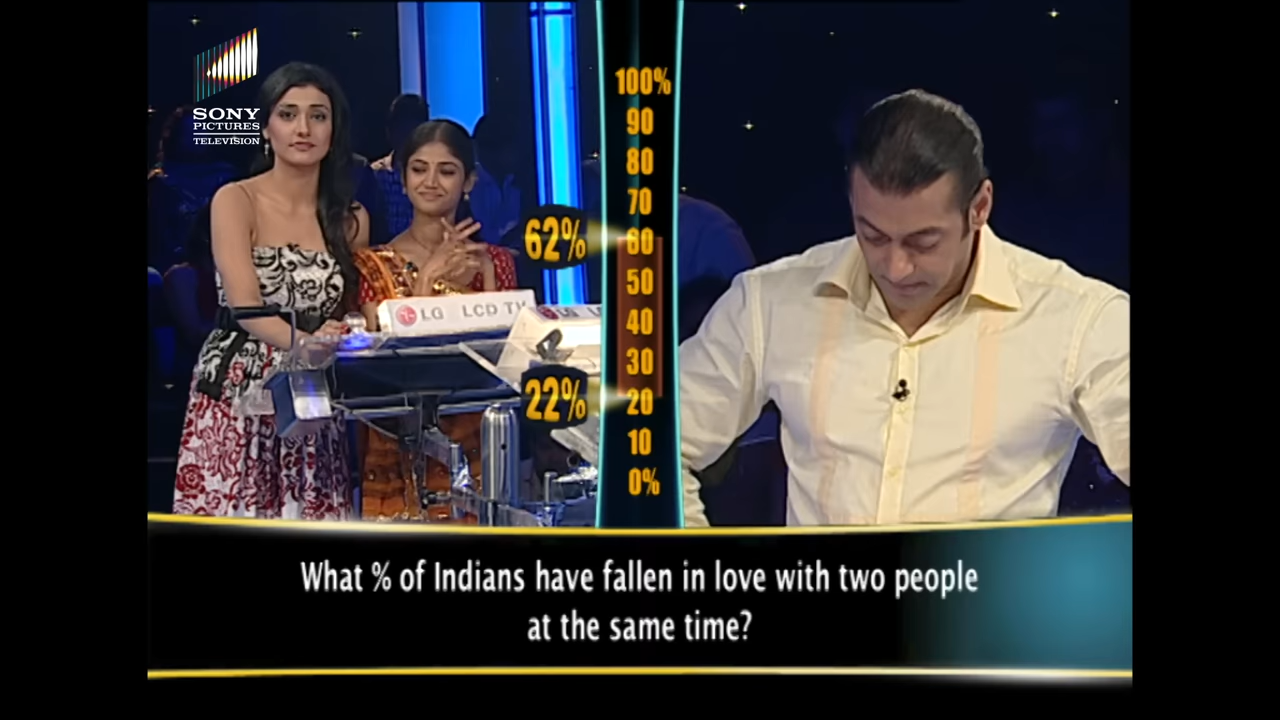 SONY
PICTURES
TELEVISION
100%
90
80
70
62%
60
50
40
30
22%
20
10
0%
LG LCD TV
LG
What % of Indians have fallen in love with two people
at the same time?